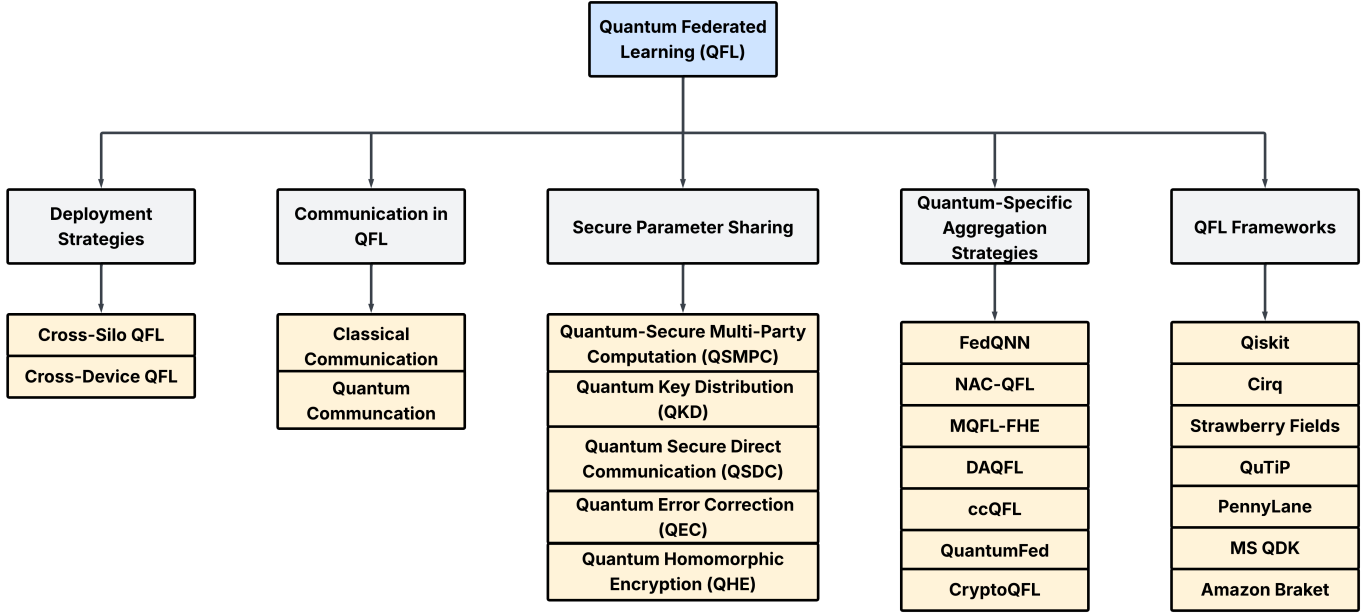 Quantum Federated
Learning (QFL)
Deployment
Strategies
Cross-Silo QFL
Cross-Device QFL
Communication in
QFL
Classical
Communication
Quantum
Communcation
Secure Parameter Sharing
Quantum-Secure Multi-Party
Computation (QSMPC)
Quantum Key Distribution
(QKD)
Quantum Secure Direct
Communication (QSDC)
Quantum Error Correction
(QEC)
Quantum Homomorphic
Encryption (QHE)
Quantum-Specific
Aggregation
Strategies
FedQNN
NAC-QFL
MQFL-FHE
DAQFL
ccQFL
QuantumFed
CryptoQFL
QFL Frameworks
Qiskit
Cirq
Strawberry Fields
QuTiP
PennyLane
MS QDK
Amazon Braket